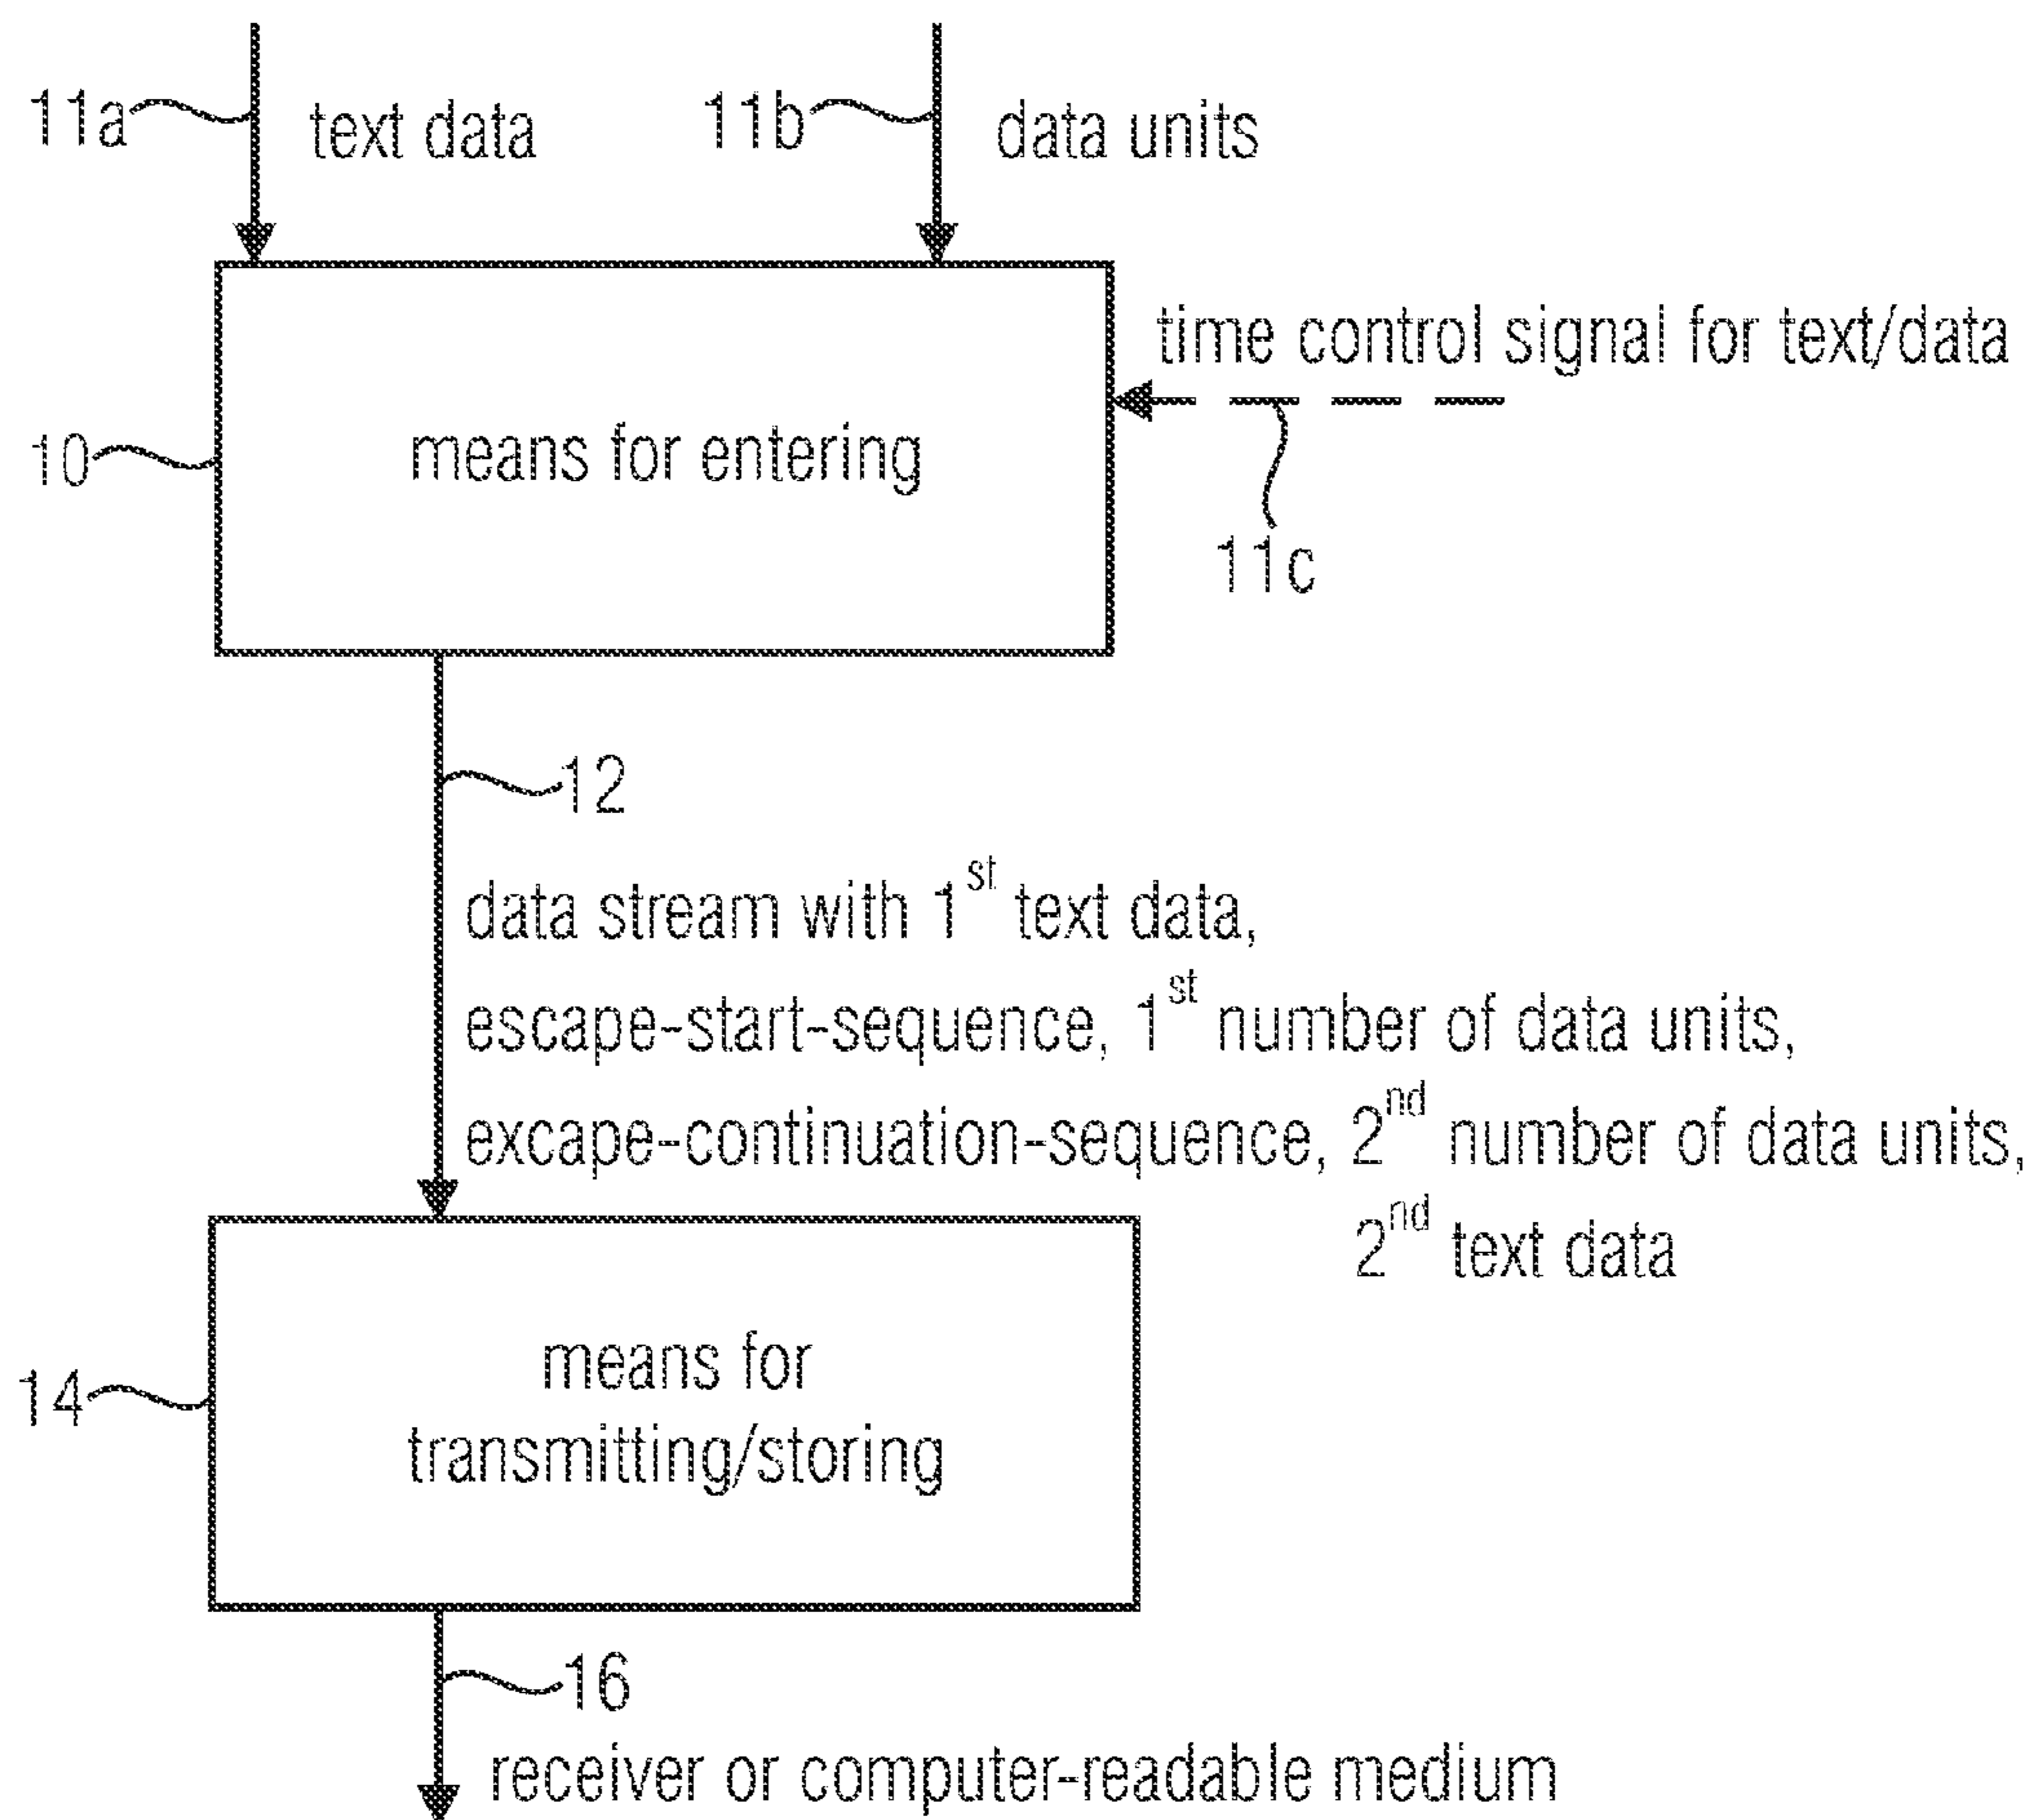 11a text data 11b data units
time control signal for text/data
10 means for entering
11c
12
data stream with 1st text data,
escape-start-sequence, 1st number of data units,
excape-continuation-sequence, 2nd number of data units,
2nd text data
means for
14
transmitting/storing
16
receiver or computer-readable medium